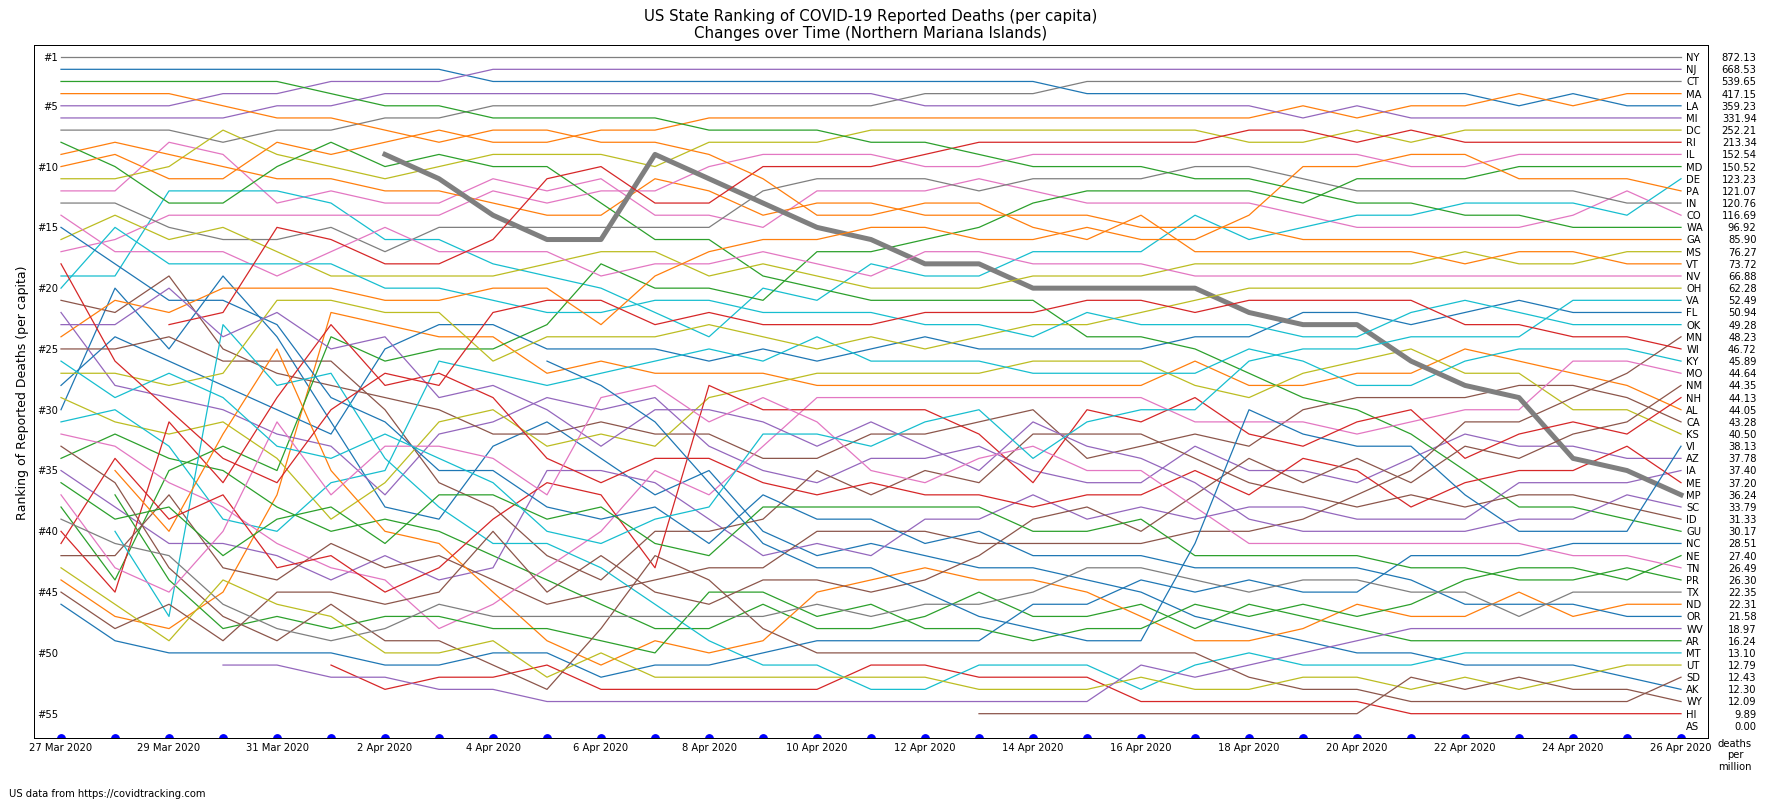 US State Ranking of COVID-19 Reported Deaths (per capita)
Changes over Time (Northern Mariana Islands)
Ranking of Reported Deaths (per capita)
#1
#5
#10
#15
#20
#25
#30
#35
#40
#45
#50
#55
NY 872.13
NJ 668.53
CT 539.65
MA 417.15
LA 359.23
MI 331.94
DC 252.21
RI 213.34
IL 152.54
MD 150.52
DE 123.23
PA 121.07
IN 120.76
CO 116.69
WA 96.92
GA 85.90
MS 76.27
VT 73.72
NV 66.88
OH 62.28
VA 52.49
FL 50.94
OK 49.28
MN 48.23
WI 46.72
KY 45.89
MO 44.64
NM 44.35
NH 44.13
AL 44.05
CA 43.28
KS 40.50
VI 38.13
AZ 37.78
IA 37.40
ME 37.20
MP 36.24
SC 33.79
ID 31.33
GU 30.17
NC 28.51
NE 27.40
TN 26.49
PR 26.30
TX 22.35
ND 22.31
OR 21.58
WV 18.97
AR 16.24
MT 13.10
UT 12.79
SD 12.43
AK 12.30
WY 12.09
HI 9.89
AS 0.00
27 Mar 2020 29 Mar 2020 31 Mar 2020 2 Apr 2020 4 Apr 2020 6 Apr 2020 8 Apr 2020 10 Apr 2020 12 Apr 2020 14 Apr 2020 16 Apr 2020 18 Apr 2020 20 Apr 2020 22 Apr 2020 24 Apr 2020 26 Apr 2020
deaths
per
million
US data from https://covidtracking.com